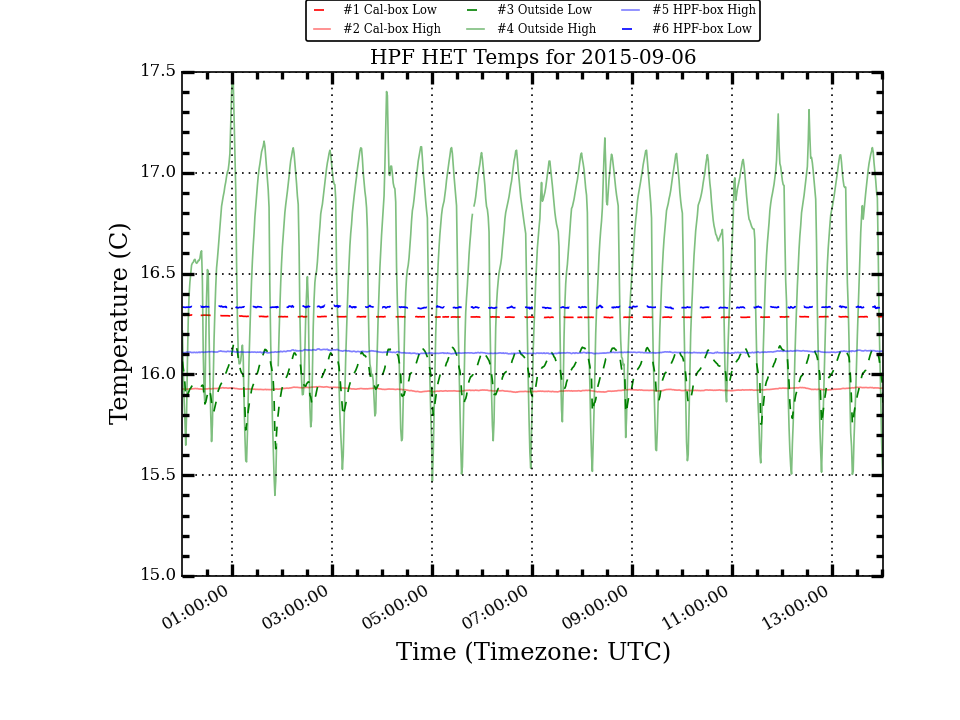 #1 Cal-box Low #3 Outside Low #5 HPF-box High
#2 Cal-box High #4 Outside High #6 HPF-box Low
HPF HET Temps for 2015-09-06
17.5
17.0
16.5
16.0
15.5
15.0
Temperature (C)
01:00:00 03:00:00 05:00:00 07:00:00 09:00:00 11:00:00 13:00:00
Time (Timezone: UTC)